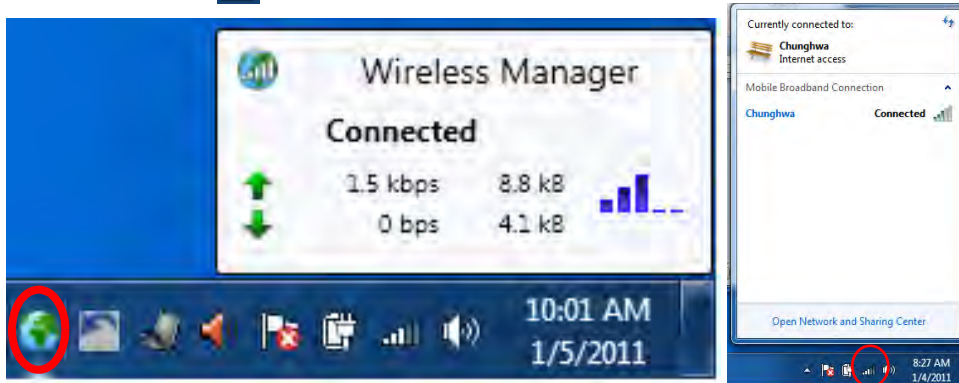 Wireless Manager
Connected
1.5 kbps 8.8 kB
0 bps 4.1 kB
10:01 AM
1/5/2011
Currently connected to:
Chunghwa
Internet access
Mobile Broadband Connection
Chunghwa Connected
Open Network and Sharing Center
8:27 AM
1/4/2011